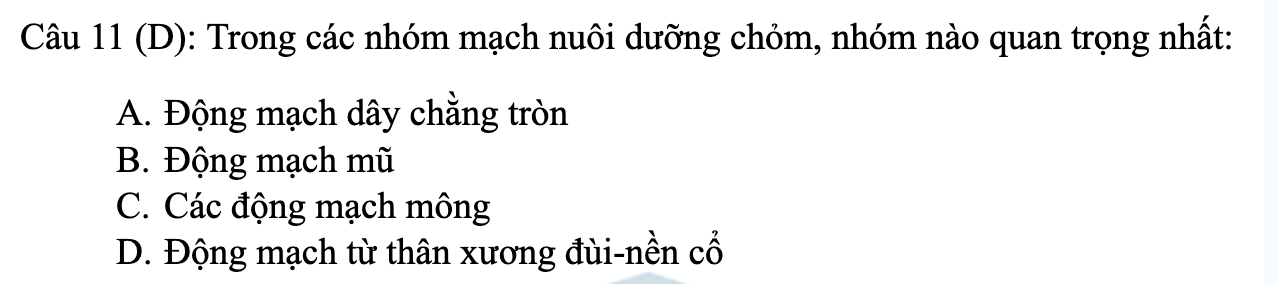 Câu 11 (D): Trong các nhóm mạch nuôi dưỡng chỏm, nhóm nào quan trọng nhất:
A. Động mạch dây chằng tròn
B. Động mạch mũ
C. Các động mạch mông
D. Động mạch từ thân xương đùi-nền cổ